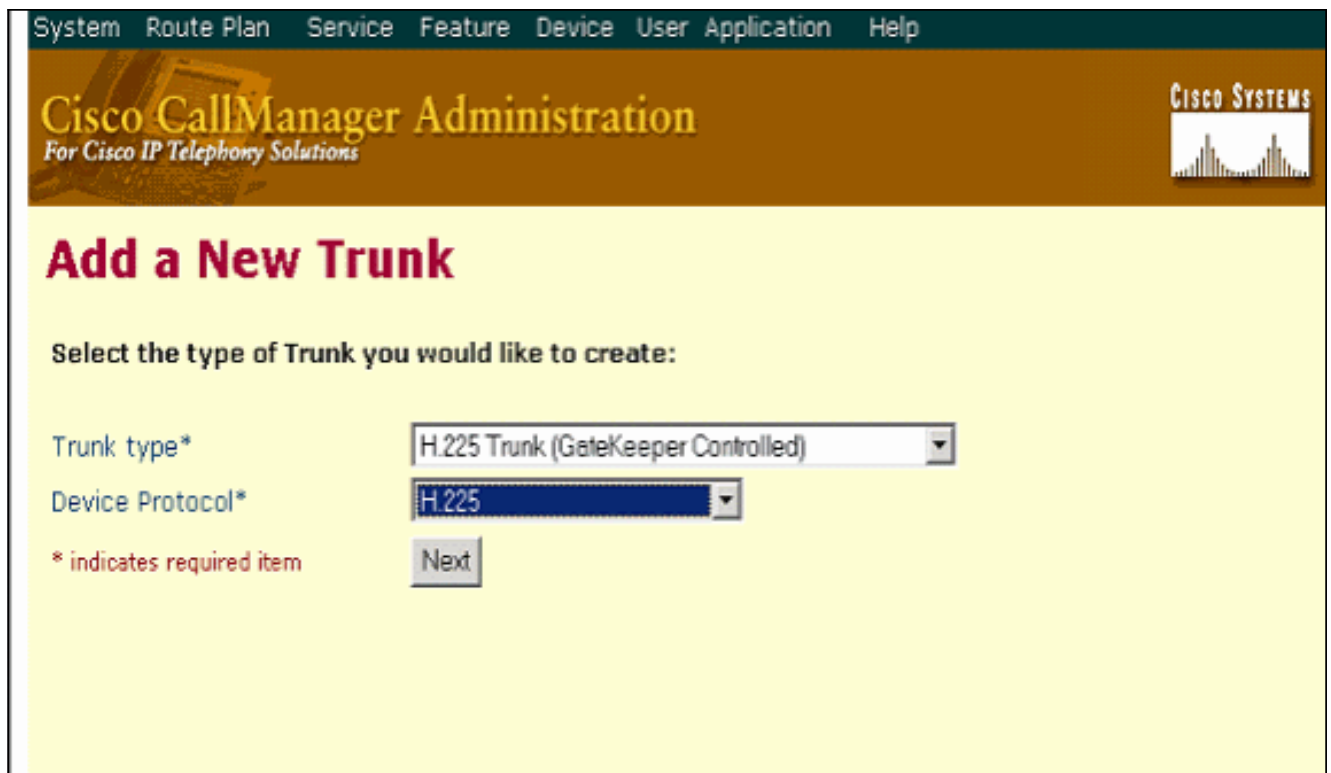 System Route Plan Service Feature Device User Application Help
Cisco CallManager Administration
For Cisco IP Telephony Solutions
CISCO SYSTEMS
Add a New Trunk
Select the type of Trunk you would like to create:
Trunk type* H.225 Trunk (GateKeeper Controlled)
Device Protocol* H.225
* indicates required item Next